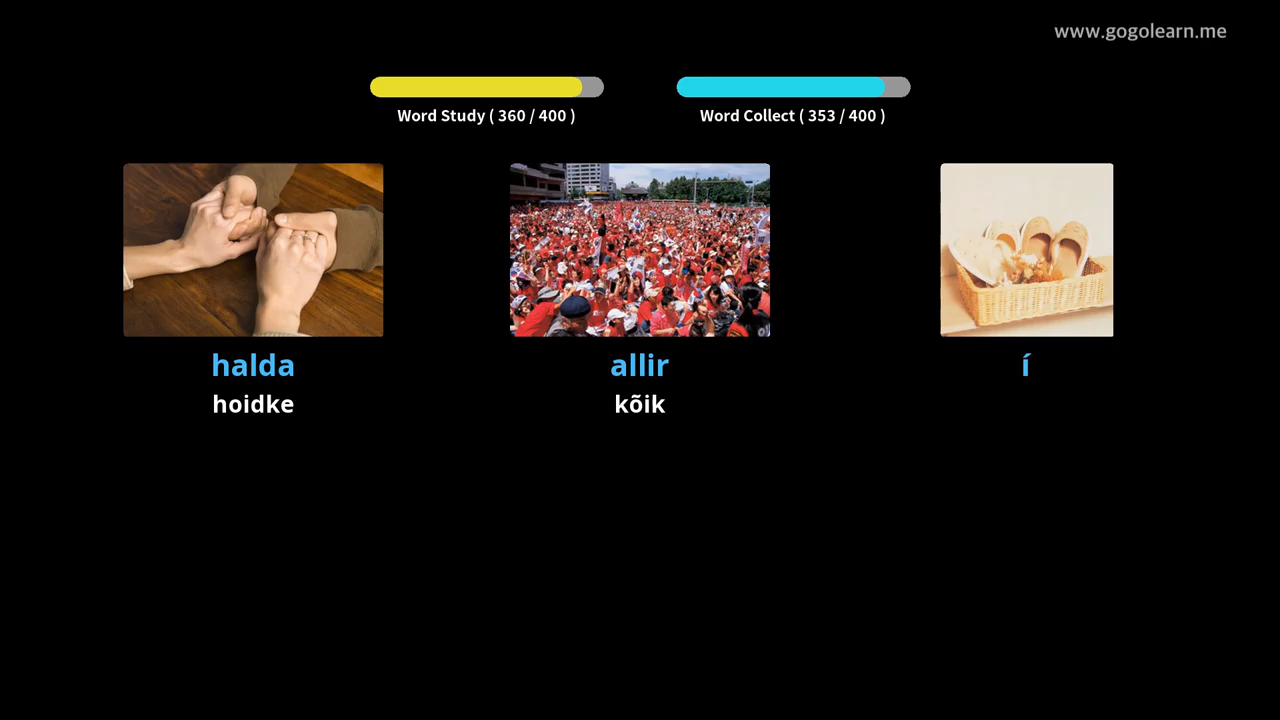 www.gogolearn.me
Word Study ( 360 / 400 )
Word Collect ( 353 / 400 )
halda
hoidke
allir
kõik
í